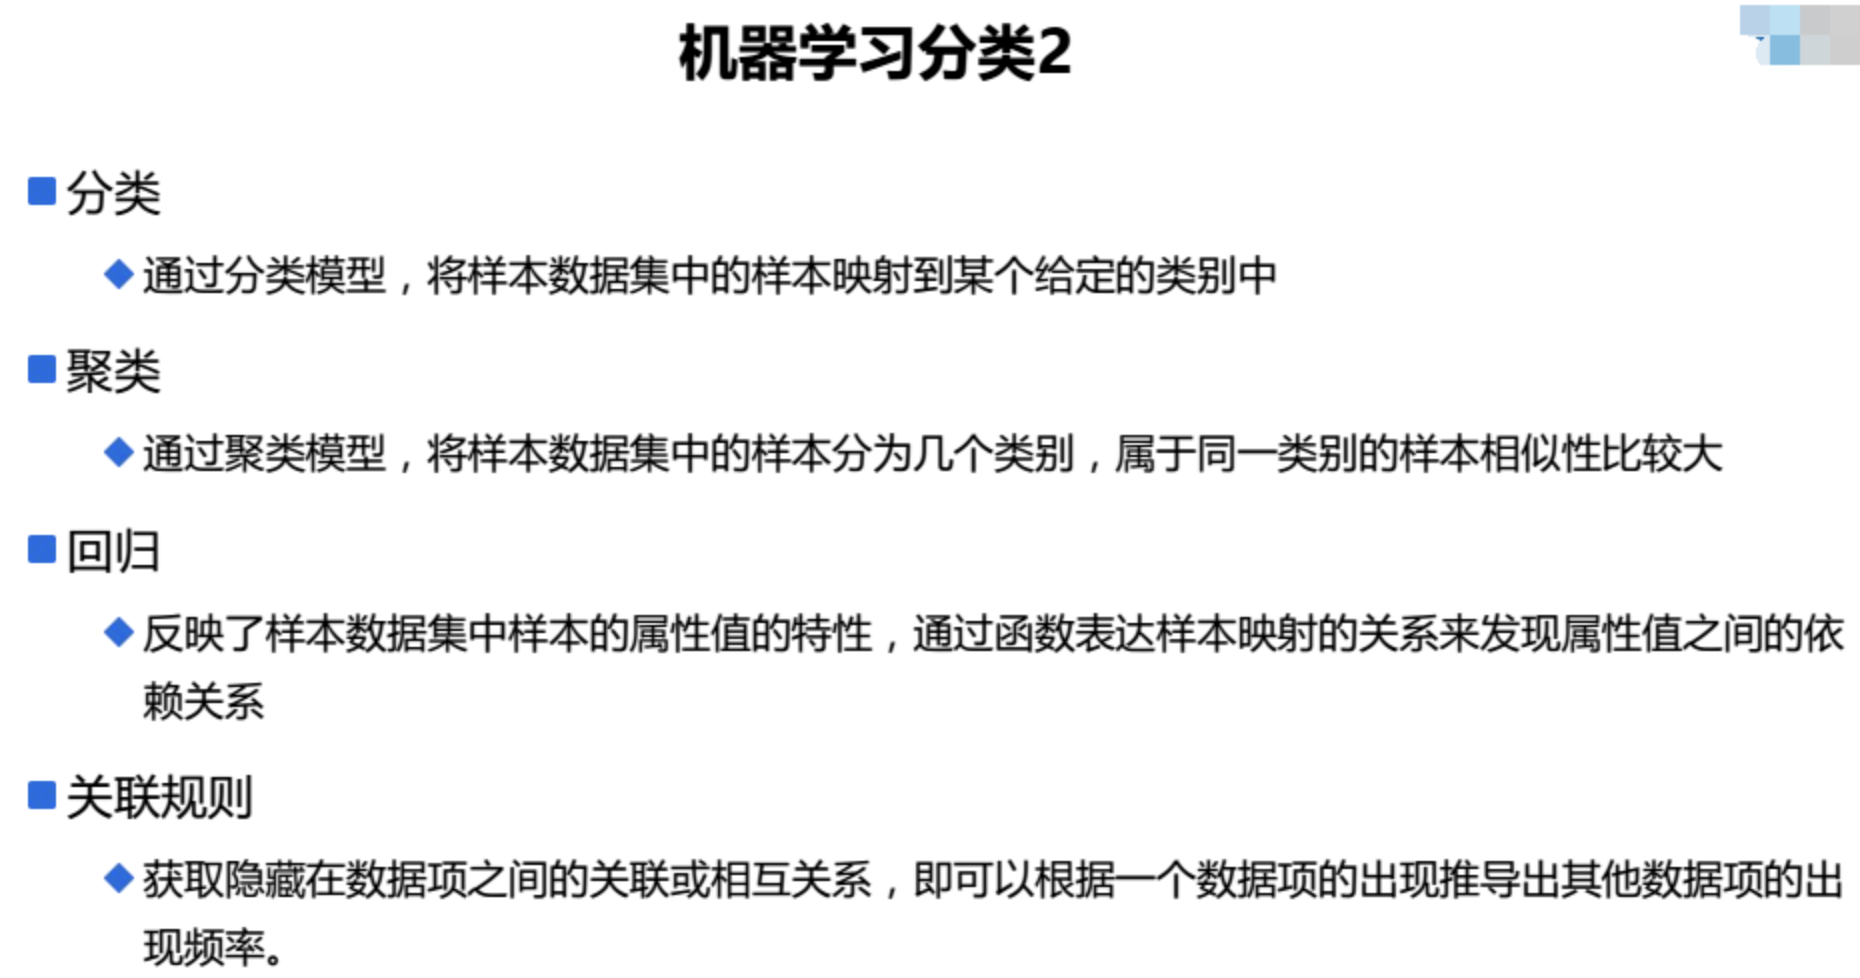 机器学习分类2
分类
通过分类模型，将样本数据集中的样本映射到某个给定的类别中
聚类
通过聚类模型，将样本数据集中的样本分为几个类别，属于同一类别的样本相似性比较大
回归
反映了样本数据集中样本的属性值的特性，通过函数表达样本映射的关系来发现属性值之间的依
赖关系
关联规则
获取隐藏在数据项之间的关联或相互关系，即可以根据一个数据项的出现推导出其他数据项的出
现频率。